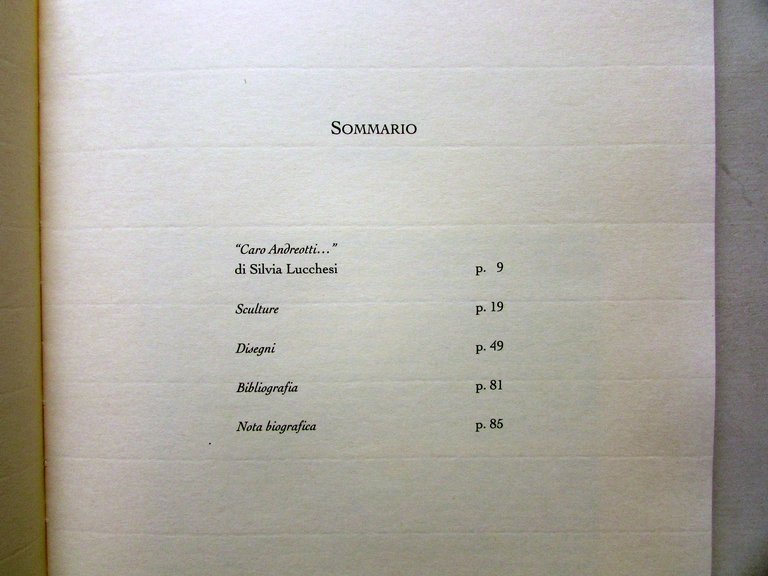 SOMMARIO
“Caro Andreotti…”
di Silvia Lucchesi p. 9
Sculture p. 19
Disegni p. 49
Bibliografia p. 81
Nota biografica p. 85